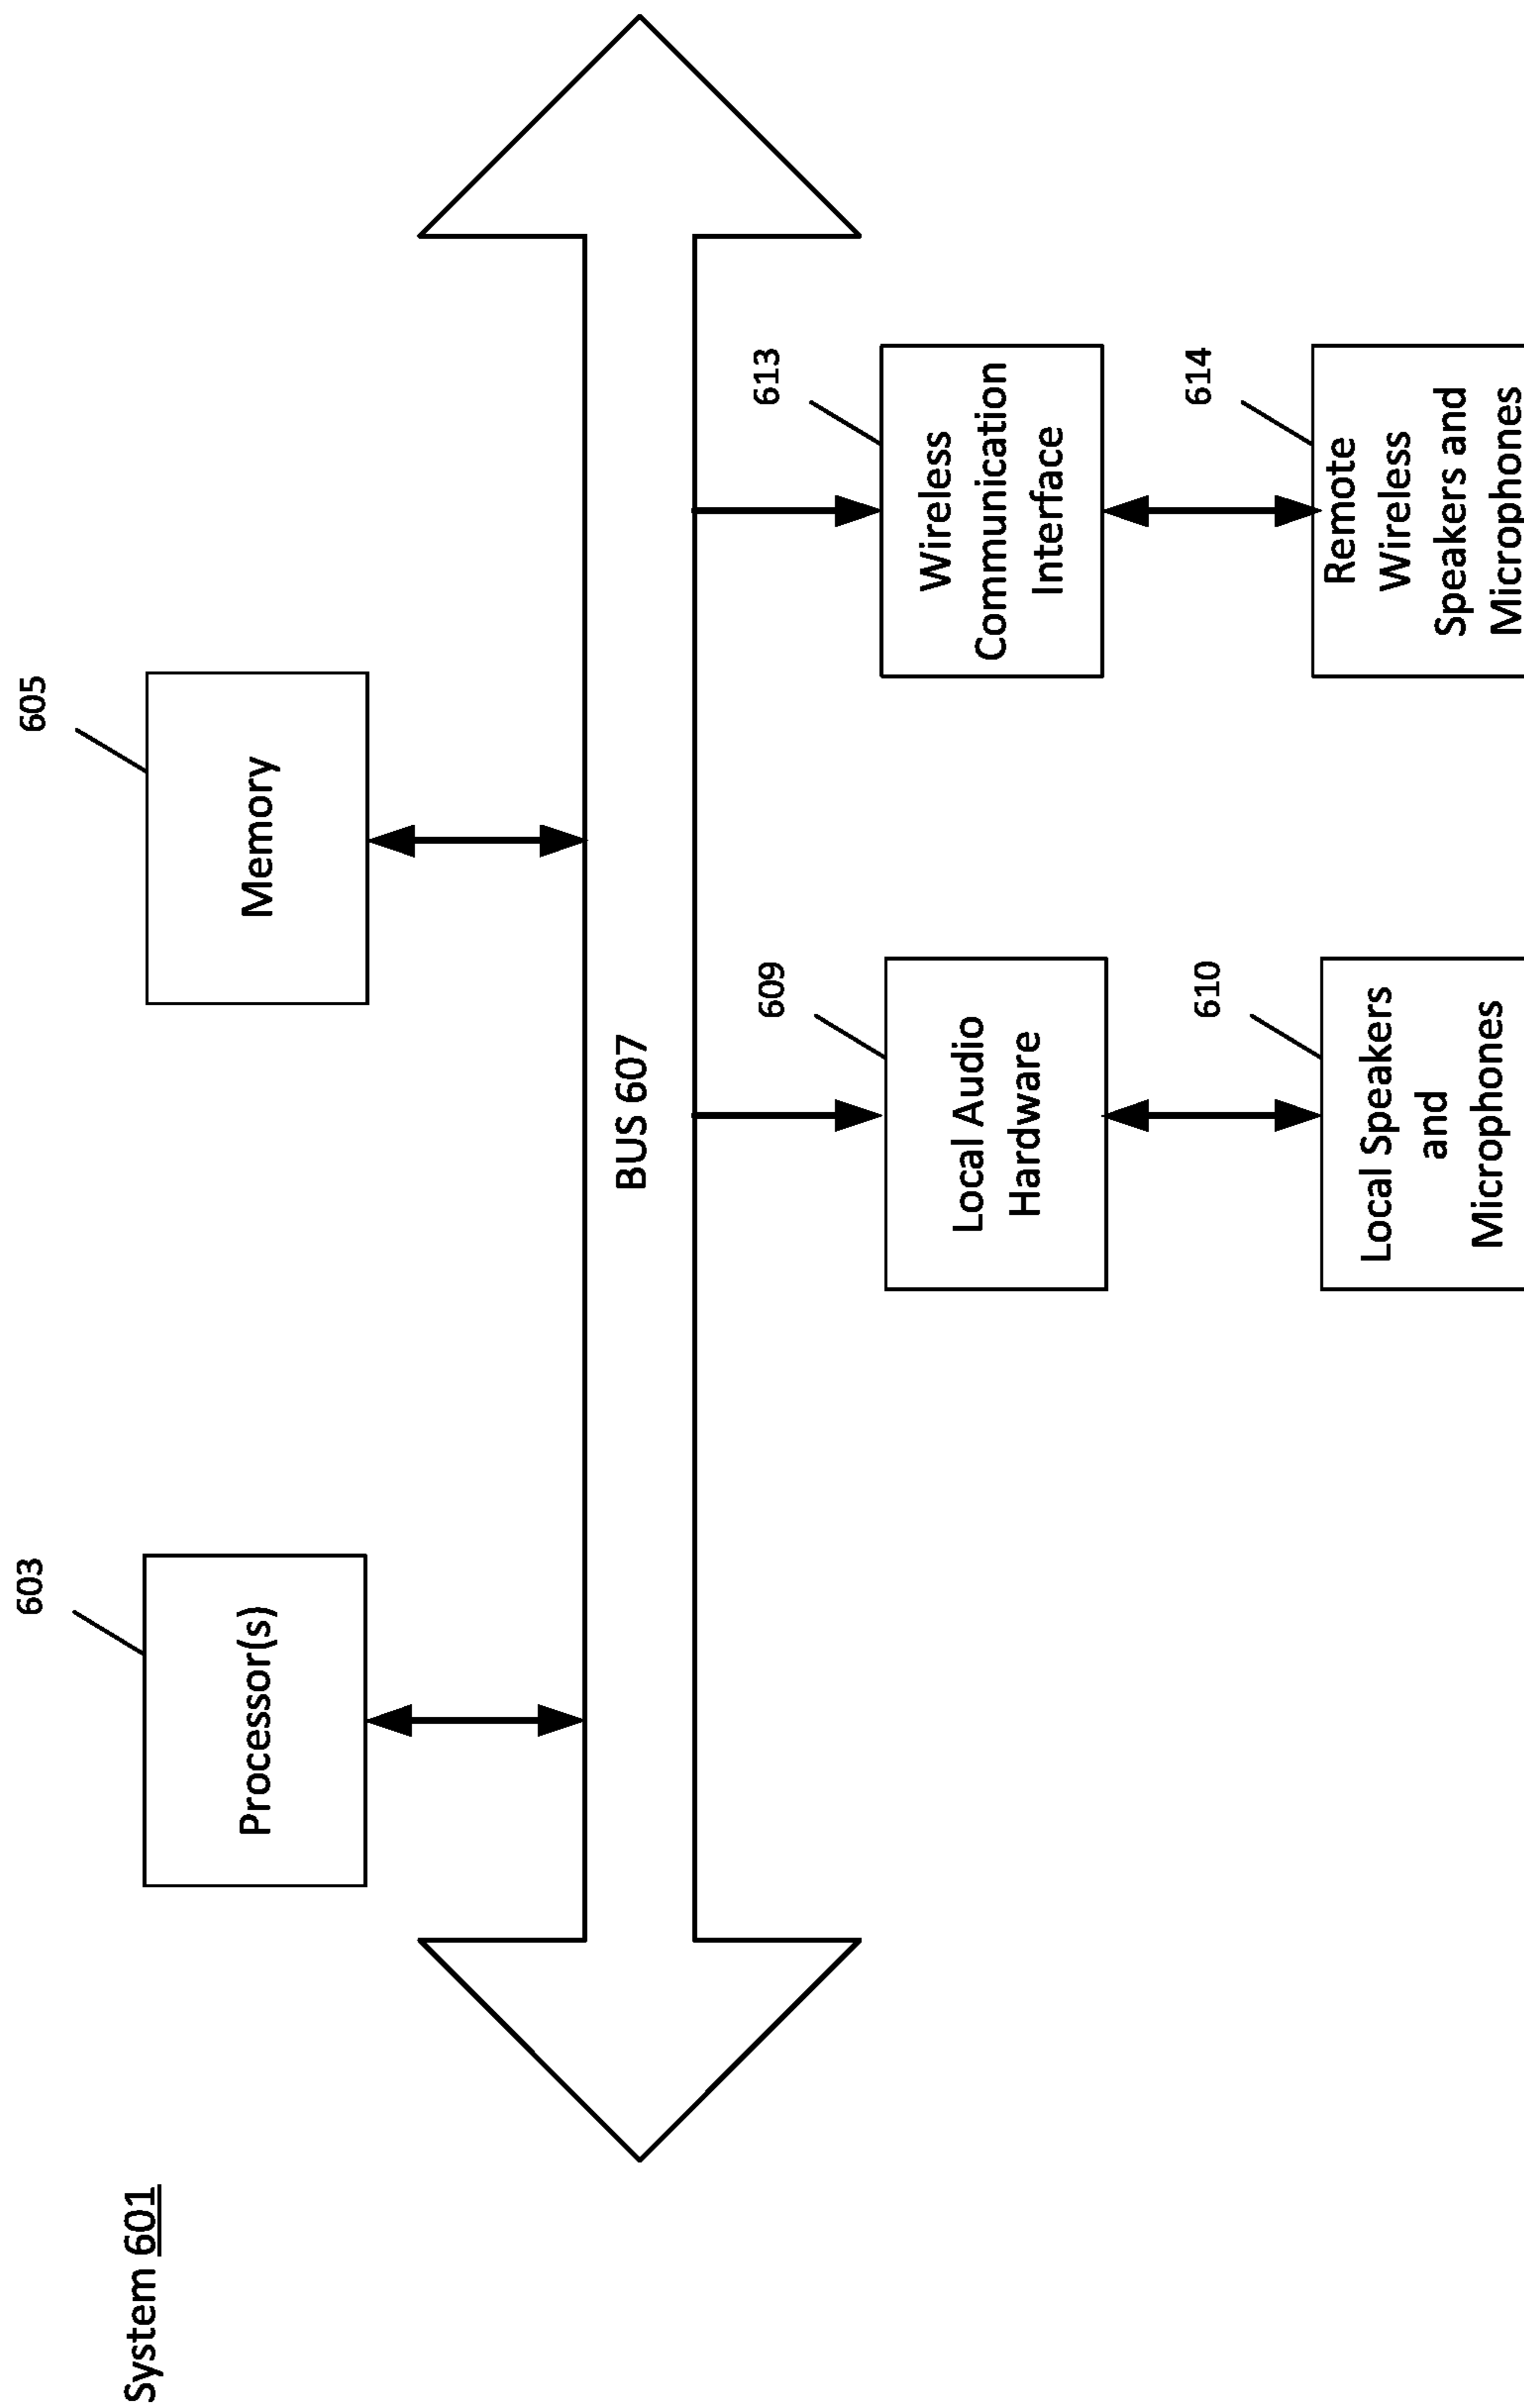 System 601
603
Processor(s)
605
Memory
BUS 607
609
Local Audio
Hardware
613
Wireless
Communication
Interface
610
Local Speakers
and
Microphones
614
Remote
Wireless
Speakers and
Microphones